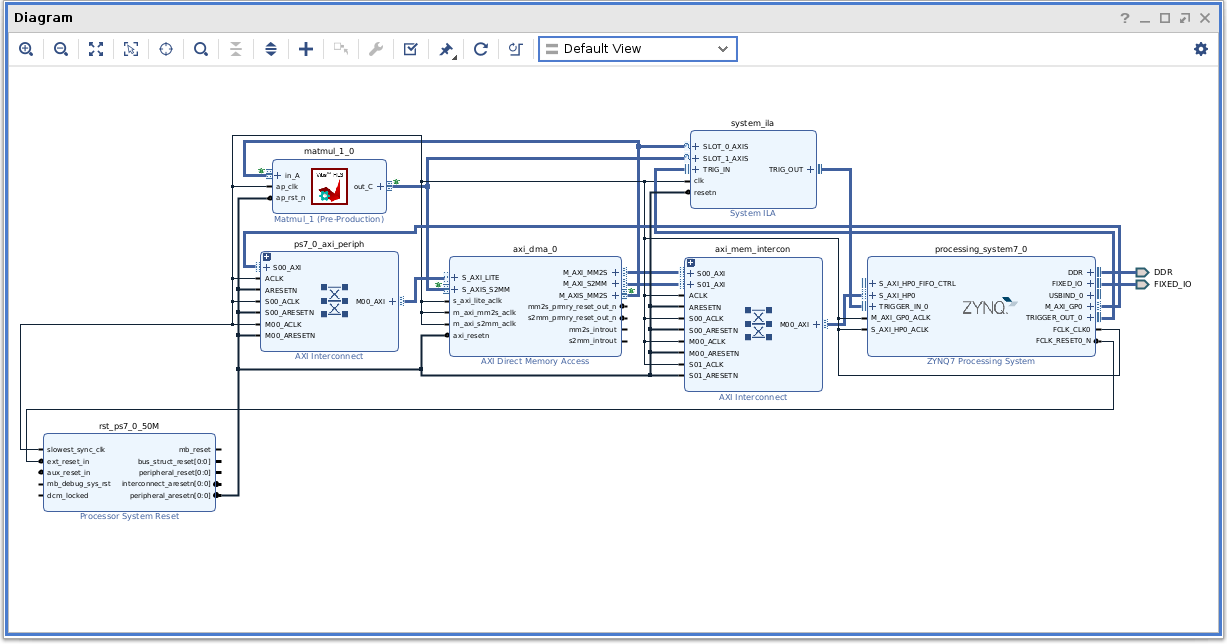 Diagram
Default View
system_ila
SLOT_0_AXIS
SLOT_1_AXIS
TRIG_IN
TRIG_OUT
clk
resetn
System ILA
matmul_1_0
in_A
ap_clk
out_C
ap_rst_n
Matmul_1 (Pre-Production)
ps7_0_axi_periph
S00_AXI
ACLK
ARESETN
S00_ACLK
M00_AXI
S00_ARESETN
M00_ACLK
M00_ARESETN
AXI Interconnect
axi_dma_0
M_AXI_MM2S
S_AXI_LITE
M_AXI_S2MM
S_AXIS_S2MM
M_AXIS_MM2S
s_axi_lite_aclk
mm2s_prmry_reset_out_n
m_axi_mm2s_aclk
s2mm_prmry_reset_out_n
m_axi_s2mm_aclk
mm2s_introut
axi_resetn
s2mm_introut
AXI Direct Memory Access
axi_mem_intercon
S00_AXI
S01_AXI
ACLK
ARESETN
S00_ACLK
M00_AXI
S00_ARESETN
M00_ACLK
M00_ARESETN
S01_ACLK
S01_ARESETN
AXI Interconnect
processing_system7_0
DDR
S_AXI_HP0_FIFO_CTRL
FIXED_IO
S_AXI_HP0
USBIND_0
TRIGGER_IN_0
ZYNQ
M_AXI_GP0
M_AXI_GP0_ACLK
TRIGGER_OUT_0
S_AXI_HP0_ACLK
FCLK_CLK0
FCLK_RESET0_N
ZYNQ7 Processing System
DDR
FIXED_IO
rst_ps7_0_50M
slowest_sync_clk
mb_reset
ext_reset_in
bus_struct_reset[0:0]
aux_reset_in
peripheral_reset[0:0]
mb_debug_sys_rst
interconnect_aresetn[0:0]
dcm_locked
peripheral_aresetn[0:0]
Processor System Reset